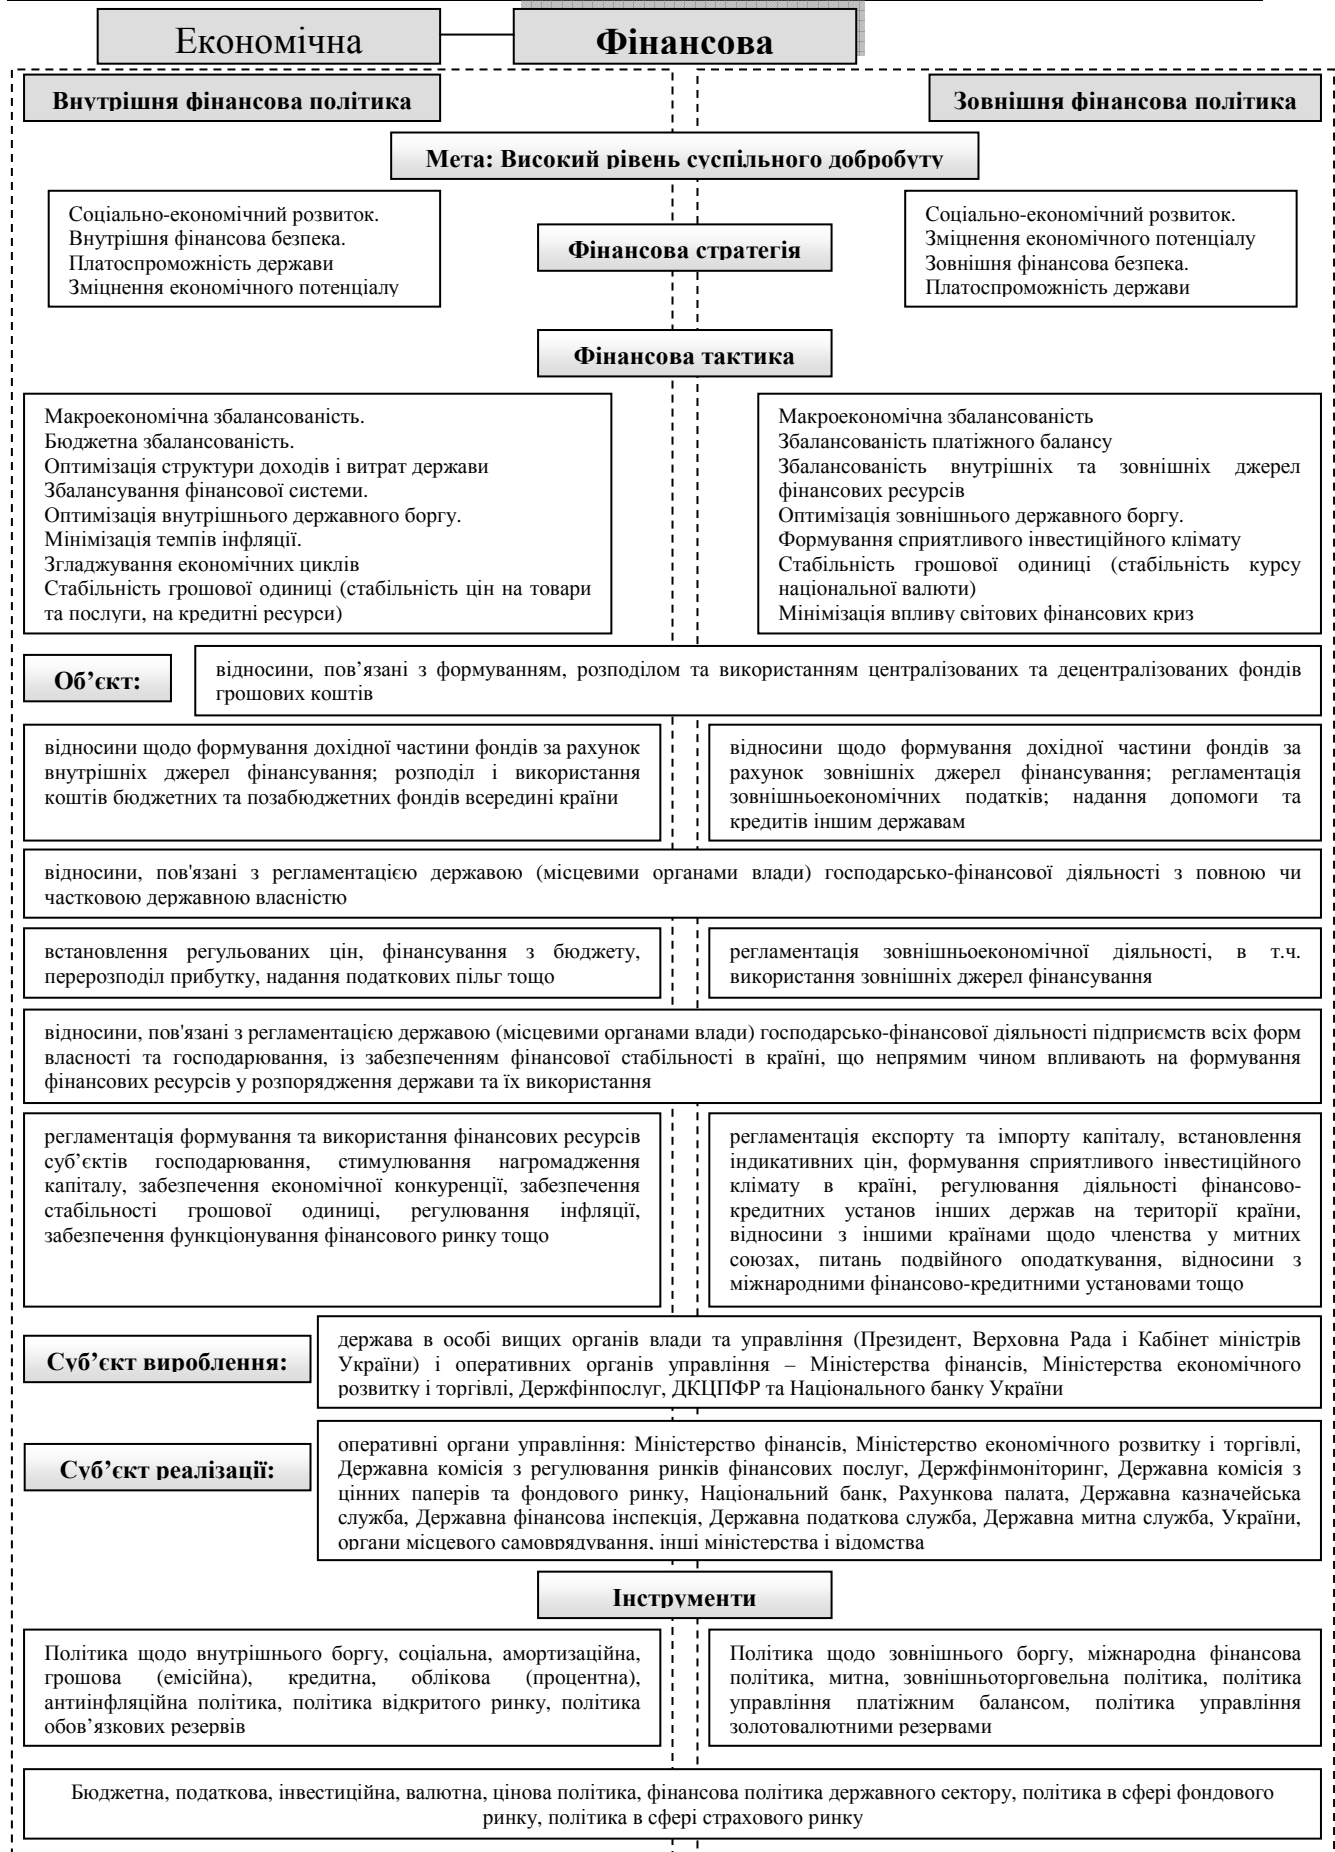 Економічна
Фінансова
Внутрішня фінансова політика
Зовнішня фінансова політика
Мета: Високий рівень суспільного добробуту
Соціально-економічний розвиток.
Внутрішня фінансова безпека.
Платоспроможність держави
Зміцнення економічного потенціалу
Фінансова стратегія
Соціально-економічний розвиток.
Зміцнення економічного потенціалу
Зовнішня фінансова безпека.
Платоспроможність держави
Фінансова тактика
Макроекономічна збалансованість.
Бюджетна збалансованість.
Оптимізація структури доходів і витрат держави
Збалансування фінансової системи.
Оптимізація внутрішнього державного боргу.
Мінімізація темпів інфляції.
Згладжування економічних циклів
Стабільність грошової одиниці (стабільність цін на товари
та послуги, на кредитні ресурси)
Макроекономічна збалансованість
Збалансованість платіжного балансу
Збалансованість внутрішніх та зовнішніх джерел
фінансових ресурсів
Оптимізація зовнішнього державного боргу.
Формування сприятливого інвестиційного клімату
Стабільність грошової одиниці (стабільність курсу
національної валюти)
Мінімізація впливу світових фінансових криз
Об’єкт:
відносини, пов’язані з формуванням, розподілом та використанням централізованих та децентралізованих фондів
грошових коштів
відносини щодо формування дохідної частини фондів за рахунок
внутрішніх джерел фінансування; розподіл і використання
коштів бюджетних та позабюджетних фондів всередині країни
відносини щодо формування дохідної частини фондів за
рахунок зовнішніх джерел фінансування; регламентація
зовнішньоекономічних податків; надання допомоги та
кредитів іншим державам
відносини, пов'язані з регламентацією державою (місцевими органами влади) господарсько-фінансової діяльності з повною чи
частковою державною власністю
встановлення регульованих цін, фінансування з бюджету,
перерозподіл прибутку, надання податкових пільг тощо
регламентація зовнішньоекономічної діяльності, в т.ч.
використання зовнішніх джерел фінансування
відносини, пов'язані з регламентацією державою (місцевими органами влади) господарсько-фінансової діяльності підприємств всіх форм
власності та господарювання, із забезпеченням фінансової стабільності в країні, що непрямим чином впливають на формування
фінансових ресурсів у розпорядження держави та їх використання
регламентація формування та використання фінансових ресурсів
суб’єктів господарювання, стимулювання нагромадження
капіталу, забезпечення економічної конкуренції, забезпечення
стабільності грошової одиниці, регулювання інфляції,
забезпечення функціонування фінансового ринку тощо
регламентація експорту та імпорту капіталу, встановлення
індикативних цін, формування сприятливого інвестиційного
клімату в країні, регулювання діяльності фінансово-
кредитних установ інших держав на території країни,
відносини з іншими країнами щодо членства у митних
союзах, питань подвійного оподаткування, відносини з
міжнародними фінансово-кредитними установами тощо
Суб’єкт вироблення:
держава в особі вищих органів влади та управління (Президент, Верховна Рада і Кабінет міністрів
України) і оперативних органів управління – Міністерства фінансів, Міністерства економічного
розвитку і торгівлі, Держфінпослуг, ДКЦПФР та Національного банку України
Суб’єкт реалізації:
оперативні органи управління: Міністерство фінансів, Міністерство економічного розвитку і торгівлі,
Державна комісія з регулювання ринків фінансових послуг, Держфінмоніторинг, Державна комісія з
цінних паперів та фондового ринку, Національний банк, Рахункова палата, Державна казначейська
служба, Державна фінансова інспекція, Державна податкова служба, Державна митна служба, України,
органи місцевого самоврядування, інші міністерства і відомства
Інструменти
Політика щодо внутрішнього боргу, соціальна, амортизаційна,
грошова (емісійна), кредитна, облікова (процентна),
антиінфляційна політика, політика відкритого ринку, політика
обов’язкових резервів
Політика щодо зовнішнього боргу, міжнародна фінансова
політика, митна, зовнішньоторговельна політика, політика
управління платіжним балансом, політика управління
золотовалютними резервами
Бюджетна, податкова, інвестиційна, валютна, цінова політика, фінансова політика державного сектору, політика в сфері фондового
ринку, політика в сфері страхового ринку